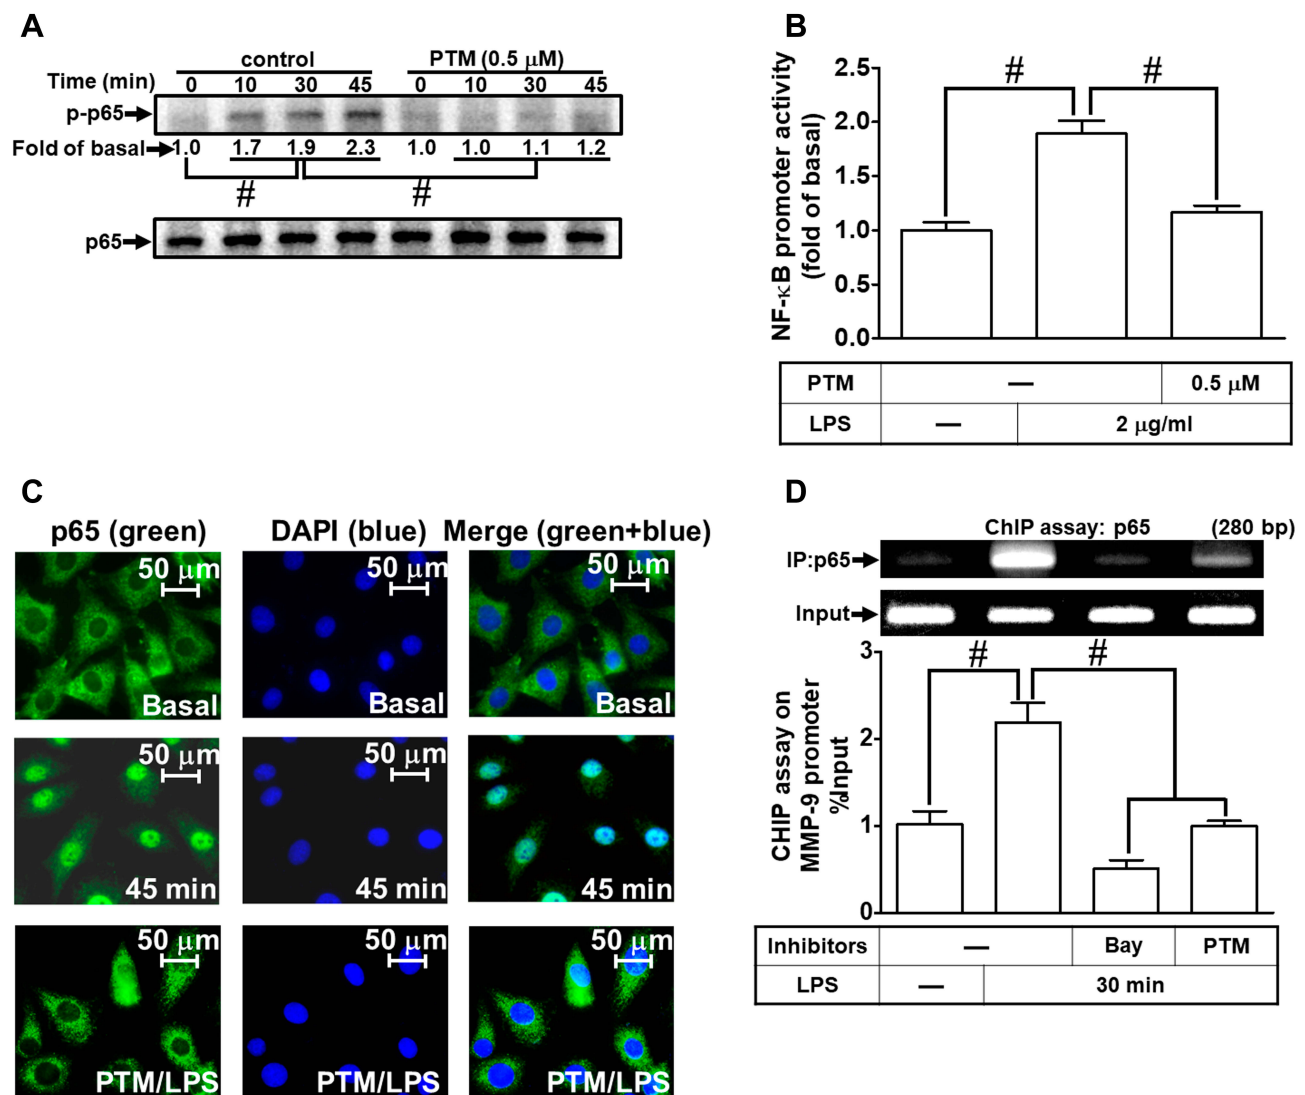 A
control
PTM (0.5 μM)
Time (min) 0 10 30 45 0 10 30 45
p-p65
Fold of basal 1.0 1.7 1.9 2.3 1.0 1.0 1.1 1.2
# #
p65
B
NF-κB promoter activity
(fold of basal)
# #
2.5
2.0
1.5
1.0
0.5
0.0
PTM — 0.5 μM
LPS — 2 μg/ml
C
p65 (green) DAPI (blue) Merge (green+blue)
50 μm 50 μm 50 μm
Basal Basal Basal
50 μm 50 μm 50 μm
45 min 45 min 45 min
50 μm 50 μm 50 μm
PTM/LPS PTM/LPS PTM/LPS
D
ChIP assay: p65 (280 bp)
IP:p65
Input
CHIP assay on
MMP-9 promoter
%Input
# #
3
2
1
0
Inhibitors — Bay PTM
LPS — 30 min